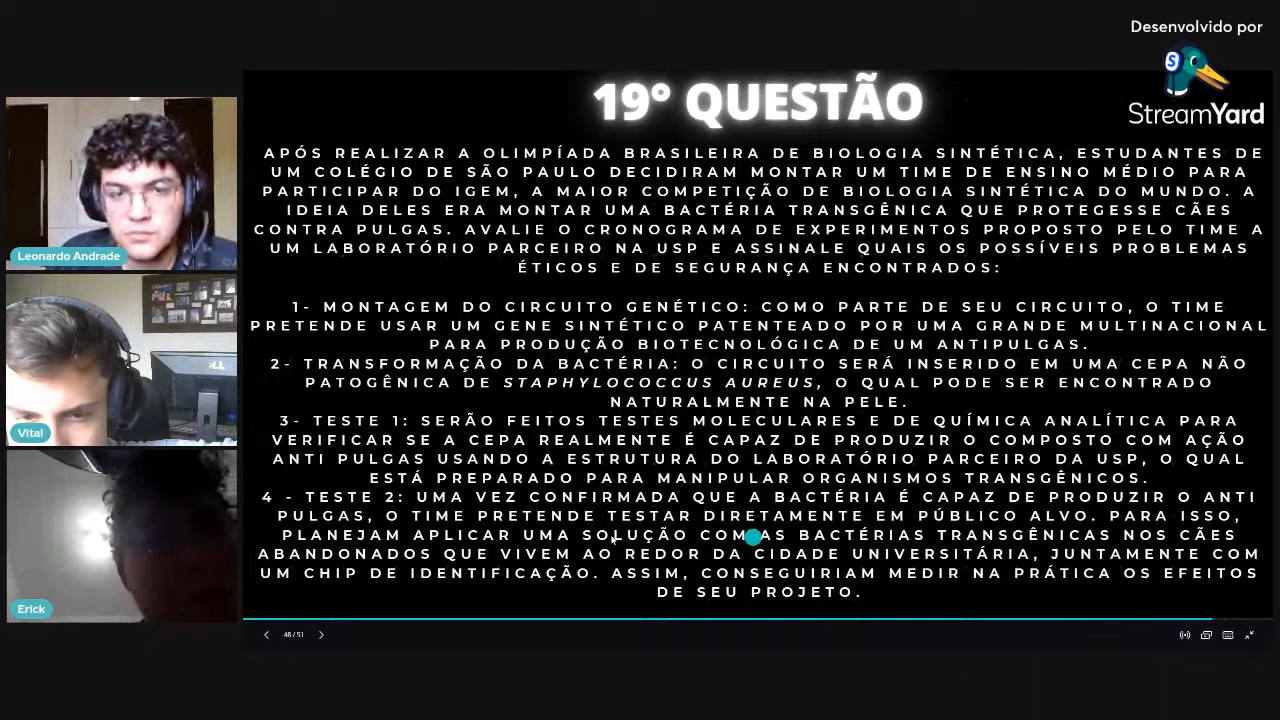 Desenvolvido por
StreamYard
19° QUESTÃO
APÓS REALIZAR A OLIMPÍADA BRASILEIRA DE BIOLOGIA SINTÉTICA, ESTUDANTES DE
UM COLÉGIO DE SÃO PAULO DECIDIRAM MONTAR UM TIME DE ENSINO MÉDIO PARA
PARTICIPAR DO IGEM, A MAIOR COMPETIÇÃO DE BIOLOGIA SINTÉTICA DO MUNDO. A
IDEIA DELES ERA MONTAR UMA BACTÉRIA TRANSGÊNICA QUE PROTEGESSE CÃES
CONTRA PULGAS. AVALIE O CRONOGRAMA DE EXPERIMENTOS PROPOSTO PELO TIME A
UM LABORATÓRIO PARCEIRO NA USP E ASSINALE QUAIS OS POSSÍVEIS PROBLEMAS
ÉTICOS E DE SEGURANÇA ENCONTRADOS:
1- MONTAGEM DO CIRCUITO GENÉTICO: COMO PARTE DE SEU CIRCUITO, O TIME
PRETENDE USAR UM GENE SINTÉTICO PATENTEADO POR UMA GRANDE MULTINACIONAL
PARA PRODUÇÃO BIOTECNOLÓGICA DE UM ANTIPULGAS.
2- TRANSFORMAÇÃO DA BACTÉRIA: O CIRCUITO SERÁ INSERIDO EM UMA CEPA NÃO
PATOGÊNICA DE STAPHYLOCOCCUS AUREUS, O QUAL PODE SER ENCONTRADO
NATURALMENTE NA PELE.
3- TESTE 1: SERÃO FEITOS TESTES MOLECULARES E DE QUÍMICA ANALÍTICA PARA
VERIFICAR SE A CEPA REALMENTE É CAPAZ DE PRODUZIR O COMPOSTO COM AÇÃO
ANTI PULGAS USANDO A ESTRUTURA DO LABORATÓRIO PARCEIRO DA USP, O QUAL
ESTÁ PREPARADO PARA MANIPULAR ORGANISMOS TRANSGÊNICOS.
4 - TESTE 2: UMA VEZ CONFIRMADA QUE A BACTÉRIA É CAPAZ DE PRODUZIR O ANTI
PULGAS, O TIME PRETENDE TESTAR DIRETAMENTE EM PÚBLICO ALVO. PARA ISSO,
PLANEJAM APLICAR UMA SOLUÇÃO COM AS BACTÉRIAS TRANSGÊNICAS NOS CÃES
ABANDONADOS QUE VIVEM AO REDOR DA CIDADE UNIVERSITÁRIA, JUNTAMENTE COM
UM CHIP DE IDENTIFICAÇÃO. ASSIM, CONSEGUIRIAM MEDIR NA PRÁTICA OS EFEITOS
DE SEU PROJETO.
Leonardo Andrade
Vital
Erick
48 / 51